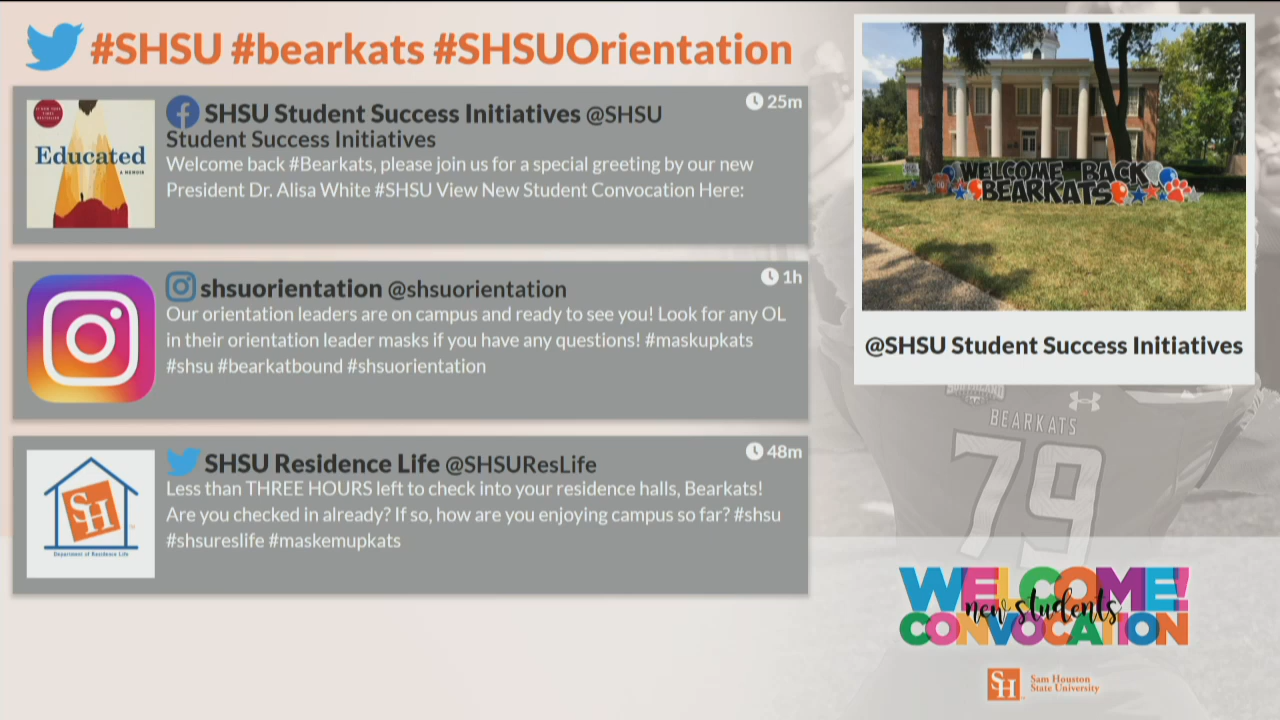 #SHSU #bearkats #SHSUOrientation
Educated
A MEMOIR
25m
SHSU Student Success Initiatives @SHSU
Student Success Initiatives
Welcome back #Bearkats, please join us for a special greeting by our new
President Dr. Alisa White #SHSU View New Student Convocation Here:
1h
shsuorientation @shsuorientation
Our orientation leaders are on campus and ready to see you! Look for any OL
in their orientation leader masks if you have any questions! #maskupkats
#shsu #bearkatbound #shsuorientation
48m
SHSU Residence Life @SHSUResLife
Less than THREE HOURS left to check into your residence halls, Bearkats!
Are you checked in already? If so, how are you enjoying campus so far? #shsu
#shsureslife #maskemupkats
SH
Department of Residence Life
WELCOME BACK
BEARKATS
@SHSU Student Success Initiatives
SOUTHLAND
BEARKATS
79
WELCOME!
new students
CONVOCATION
SH
Sam Houston
State University